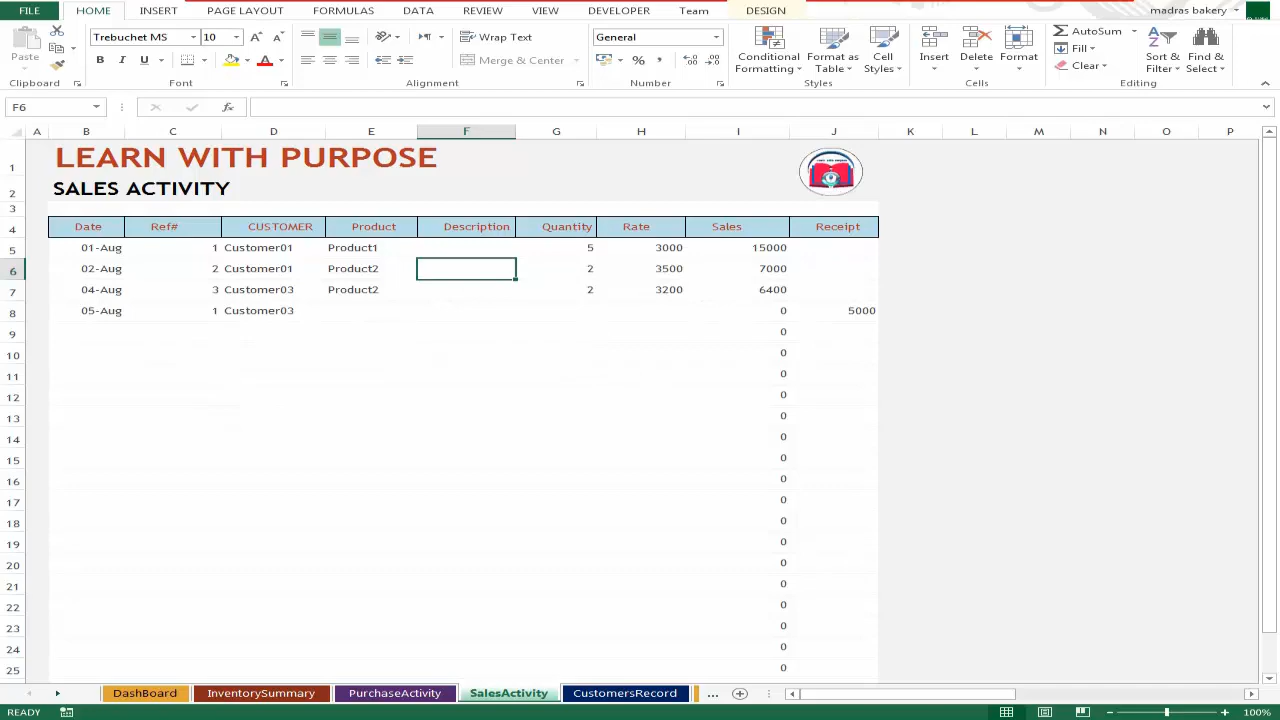 FILE HOME INSERT PAGE LAYOUT FORMULAS DATA REVIEW VIEW DEVELOPER Team DESIGN madras bakery
Paste
Clipboard
Trebuchet MS 10
B I U A
Font
Wrap Text
Merge & Center
Alignment
General
% ,
Number
Conditional Formatting
Format as Table
Cell Styles
Styles
Insert Delete Format
Cells
AutoSum
Fill
Clear
Sort & Filter
Find & Select
Editing
F6 fx
A B C D E F G H I J K L M N O P
1 LEARN WITH PURPOSE
2 SALES ACTIVITY
3
4 Date Ref# CUSTOMER Product Description Quantity Rate Sales Receipt
5 01-Aug 1 Customer01 Product1 5 3000 15000
6 02-Aug 2 Customer01 Product2 2 3500 7000
7 04-Aug 3 Customer03 Product2 2 3200 6400
8 05-Aug 1 Customer03 0 5000
9 0
10 0
11 0
12 0
13 0
14 0
15 0
16 0
17 0
18 0
19 0
20 0
21 0
22 0
23 0
24 0
25 0
DashBoard InventorySummary PurchaseActivity SalesActivity CustomersRecord ...
READY 100%